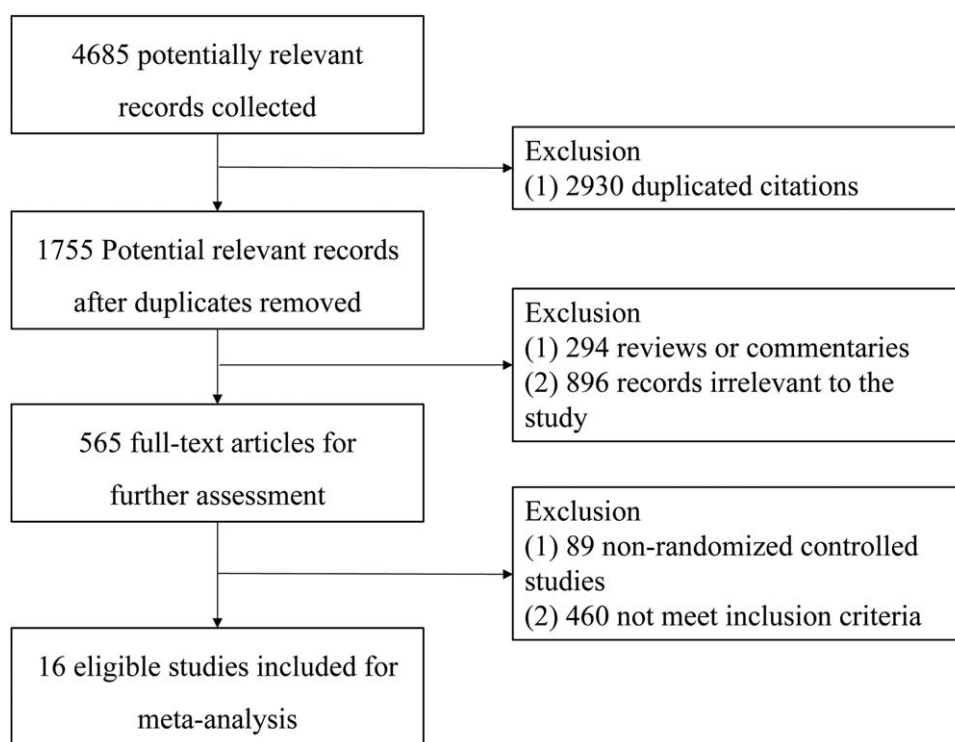 4685 potentially relevant
records collected
Exclusion
(1) 2930 duplicated citations
1755 Potential relevant records
after duplicates removed
Exclusion
(1) 294 reviews or commentaries
(2) 896 records irrelevant to the
study
565 full-text articles for
further assessment
Exclusion
(1) 89 non-randomized controlled
studies
(2) 460 not meet inclusion criteria
16 eligible studies included for
meta-analysis